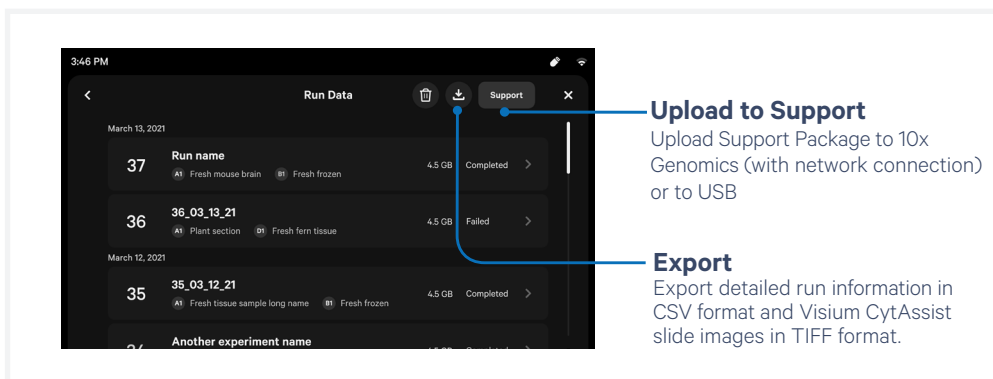 3:46 PM
Run Data
Support
March 13, 2021
37
Run name
A1 Fresh mouse brain B1 Fresh frozen
4.5 GB Completed
36
36_03_13_21
A1 Plant section D1 Fresh fern tissue
4.5 GB Failed
March 12, 2021
35
35_03_12_21
A1 Fresh tissue sample long name B1 Fresh frozen
4.5 GB Completed
Another experiment name
Upload to Support
Upload Support Package to 10x
Genomics (with network connection)
or to USB
Export
Export detailed run information in
CSV format and Visium CytAssist
slide images in TIFF format.